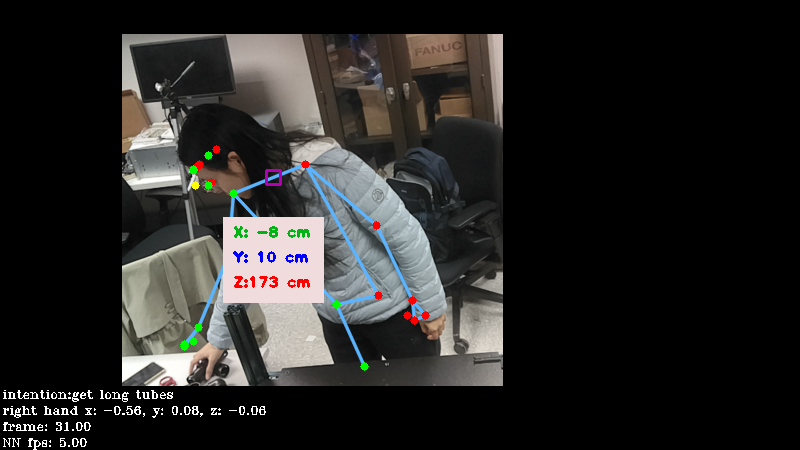 FANUC
X: -8 cm
Y: 10 cm
Z:173 cm
intention:get long tubes
right hand x: -0.56, y: 0.08, z: -0.06
frame: 31.00
NN fps: 5.00